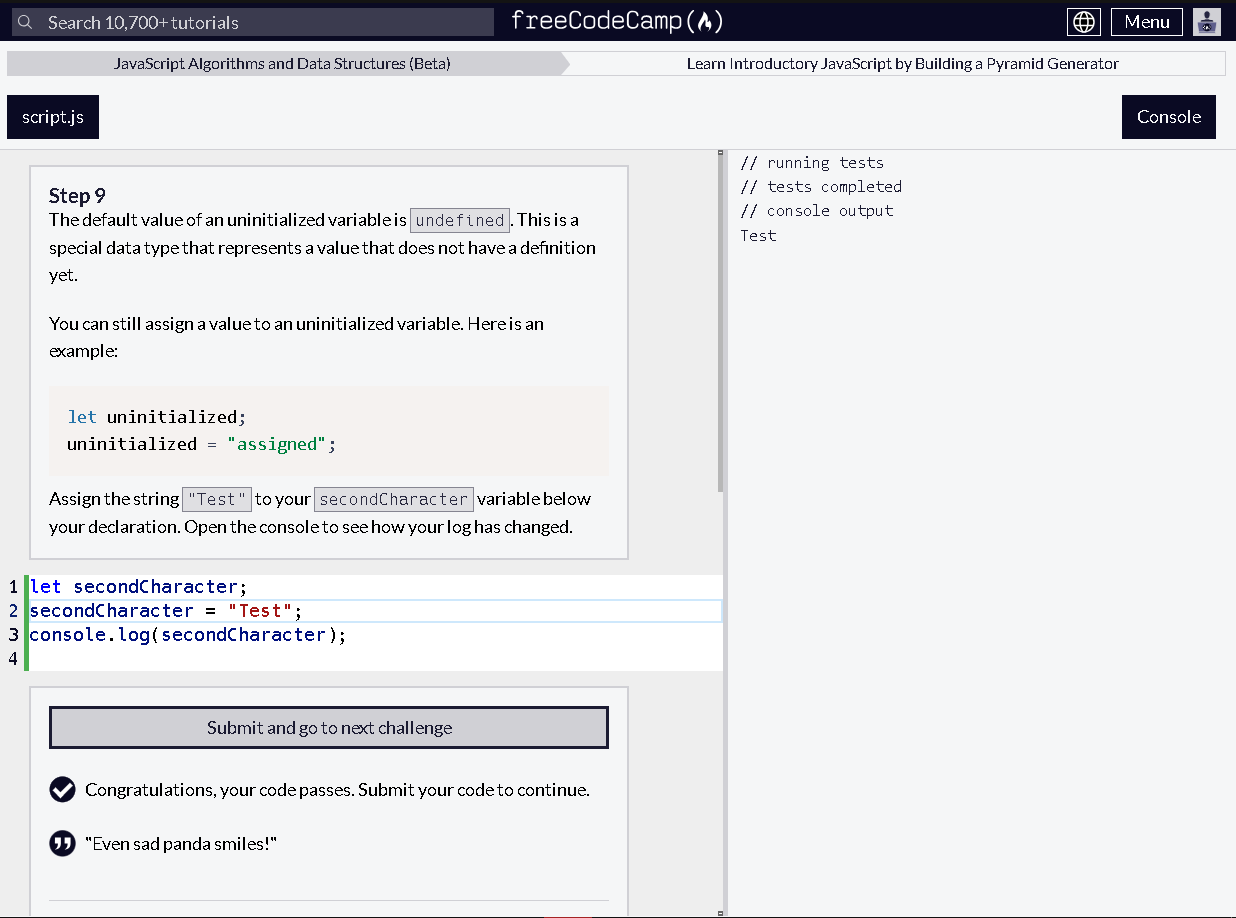 Search 10,700+ tutorials
freeCodeCamp(🔥)
Menu
JavaScript Algorithms and Data Structures (Beta)
Learn Introductory JavaScript by Building a Pyramid Generator
script.js
Console
Step 9
The default value of an uninitialized variable is undefined. This is a
special data type that represents a value that does not have a definition
yet.
You can still assign a value to an uninitialized variable. Here is an
example:
let uninitialized;
uninitialized = "assigned";
Assign the string "Test" to your secondCharacter variable below
your declaration. Open the console to see how your log has changed.
1 let secondCharacter;
2 secondCharacter = "Test";
3 console.log(secondCharacter);
4
Submit and go to next challenge
Congratulations, your code passes. Submit your code to continue.
"Even sad panda smiles!"
// running tests
// tests completed
// console output
Test